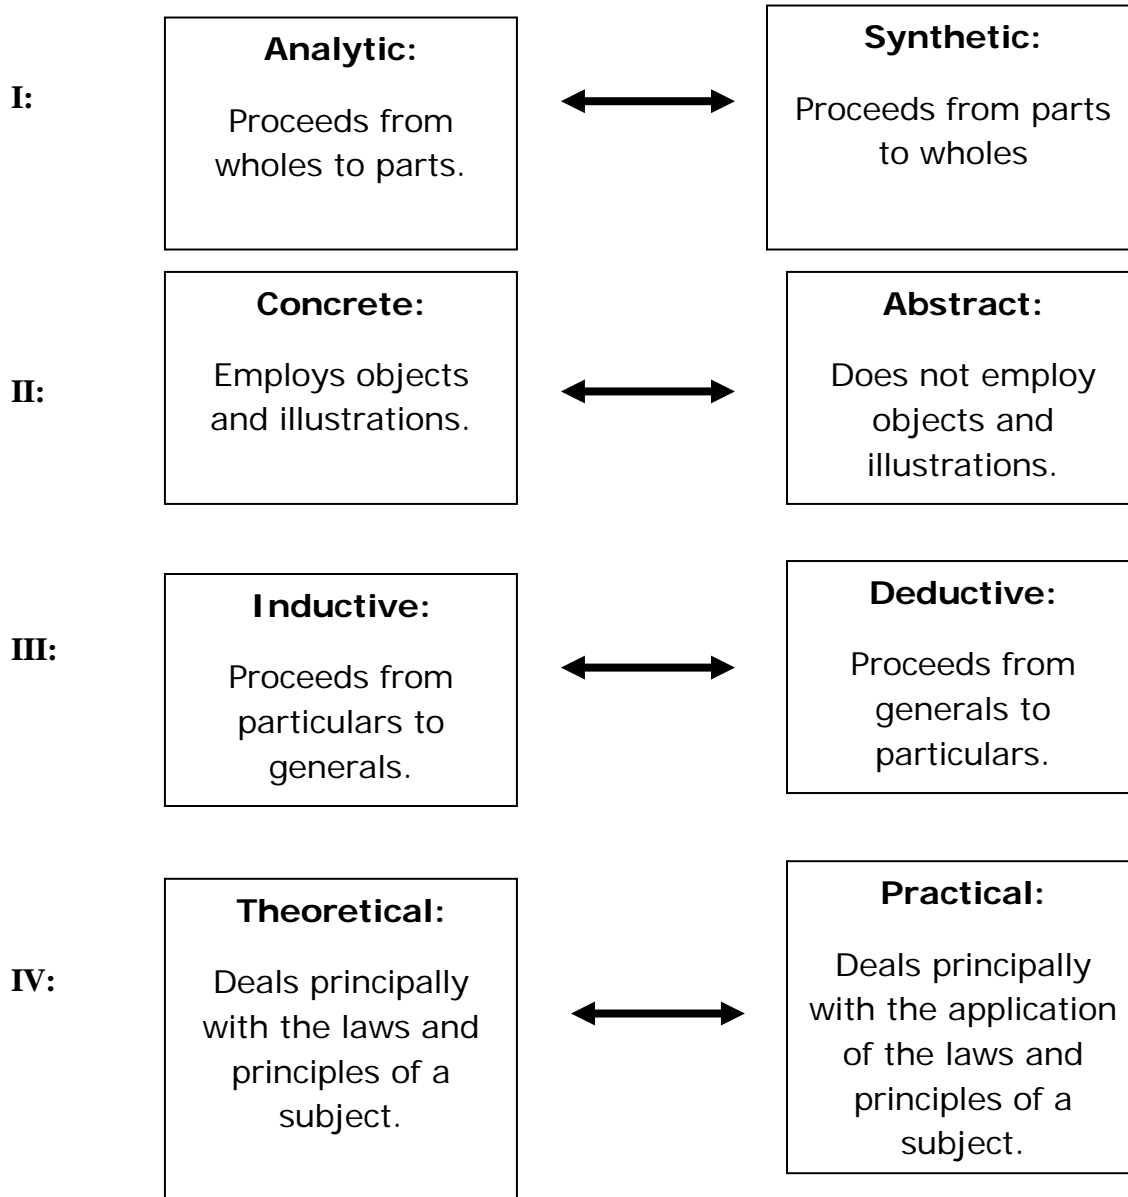 I:
Analytic:
Proceeds from
wholes to parts.
Synthetic:
Proceeds from parts
to wholes
II:
Concrete:
Employs objects
and illustrations.
Abstract:
Does not employ
objects and
illustrations.
III:
Inductive:
Proceeds from
particulars to
generals.
Deductive:
Proceeds from
generals to
particulars.
IV:
Theoretical:
Deals principally
with the laws and
principles of a
subject.
Practical:
Deals principally
with the application
of the laws and
principles of a
subject.